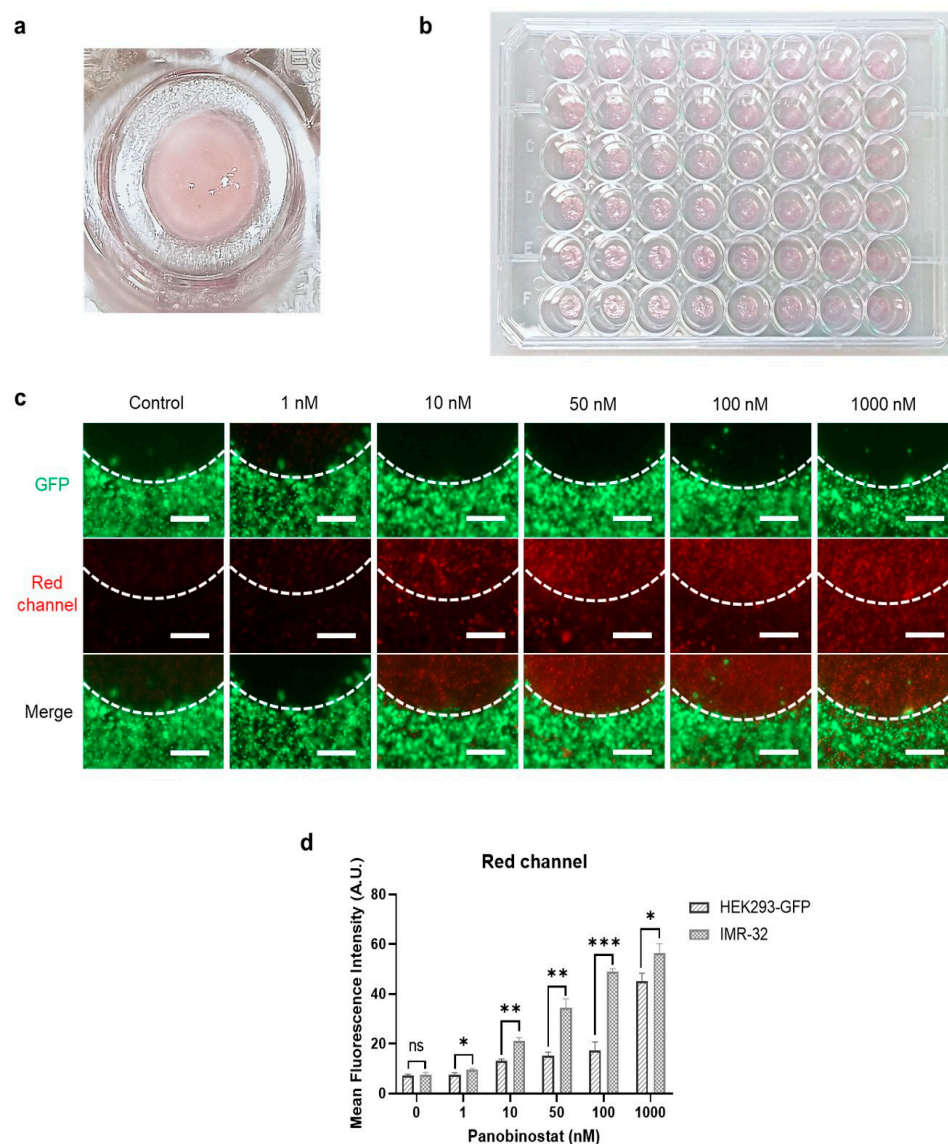 a
b
C
D
E
F
c
Control
1 nM
10 nM
50 nM
100 nM
1000 nM
GFP
Red
channel
Merge
d
Red channel
Mean Fluorescence Intensity (A.U.)
80
60
40
20
0
ns
*
**
**
***
*
HEK293-GFP
IMR-32
0
1
10
50
100
1000
Panobinostat (nM)